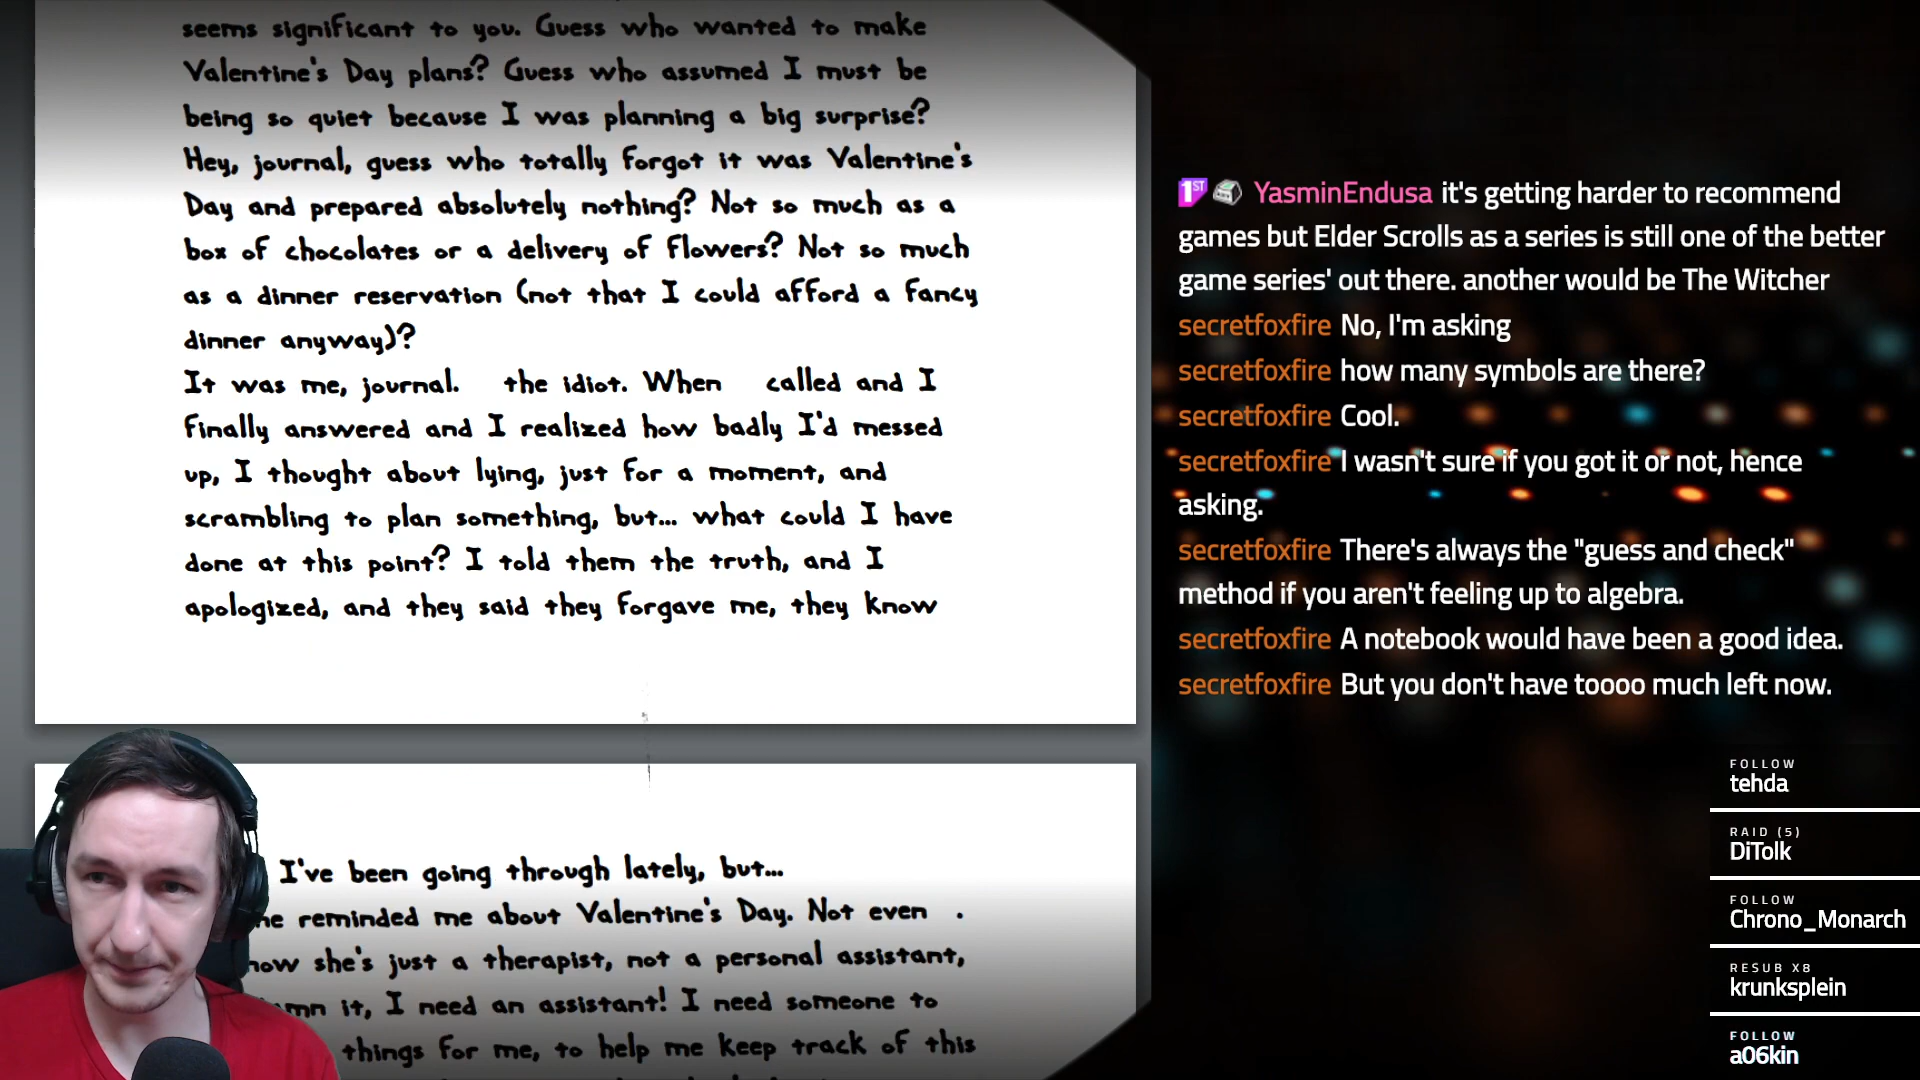 seems significant to you. Guess who wanted to make
Valentine's Day plans? Guess who assumed I must be
being so quiet because I was planning a big surprise?
Hey, journal, guess who totally forgot it was Valentine's
Day and prepared absolutely nothing? Not so much as a
box of chocolates or a delivery of flowers? Not so much
as a dinner reservation (not that I could afford a fancy
dinner anyway)?
It was me, journal. the idiot. When called and I
finally answered and I realized how badly I'd messed
up, I thought about lying, just for a moment, and
scrambling to plan something, but... what could I have
done at this point? I told them the truth, and I
apologized, and they said they forgave me, they know
I've been going through lately, but...
reminded me about Valentine's Day. Not even .
she's just a therapist, not a personal assistant,
it, I need an assistant! I need someone to
things for me, to help me keep track of this
1ST YasminEndusa it's getting harder to recommend
games but Elder Scrolls as a series is still one of the better
game series' out there. another would be The Witcher
secretfoxfire No, I'm asking
secretfoxfire how many symbols are there?
secretfoxfire Cool.
secretfoxfire I wasn't sure if you got it or not, hence
asking.
secretfoxfire There's always the "guess and check"
method if you aren't feeling up to algebra.
secretfoxfire A notebook would have been a good idea.
secretfoxfire But you don't have toooo much left now.
FOLLOW
tehda
RAID (5)
DiTolk
FOLLOW
Chrono_Monarch
RESUB X8
krunksplein
FOLLOW
a06kin